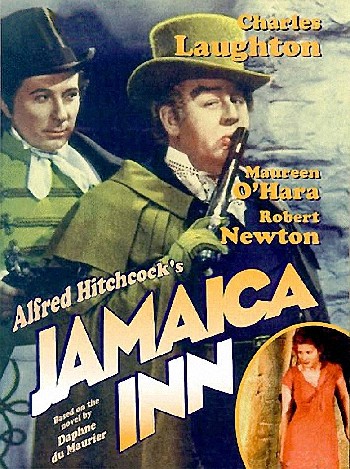 Charles
Laughton
Maureen
O'Hara
Robert
Newton
Alfred Hitchcock's
JAMAICA
INN
Based on the
novel by
Daphne
du Maurier